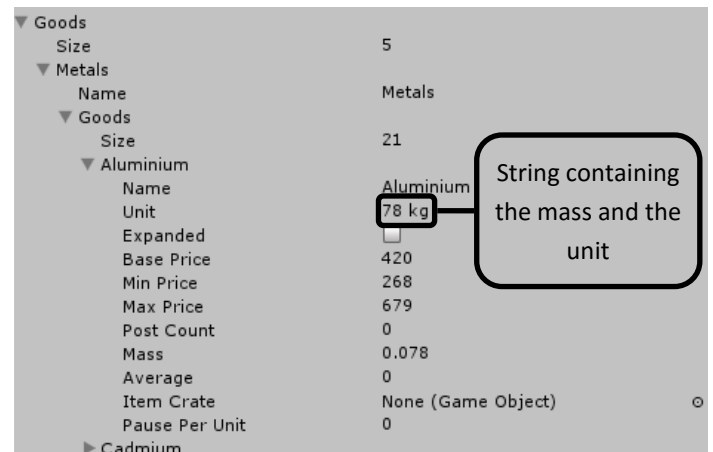 Goods
Size 5
Metals
Name Metals
Goods
Size 21
Aluminium
Name Aluminium
Unit 78 kg
Expanded
Base Price 420
Min Price 268
Max Price 679
Post Count 0
Mass 0.078
Average 0
Item Crate None (Game Object)
Pause Per Unit 0
Cadmium
String containing
the mass and the
unit